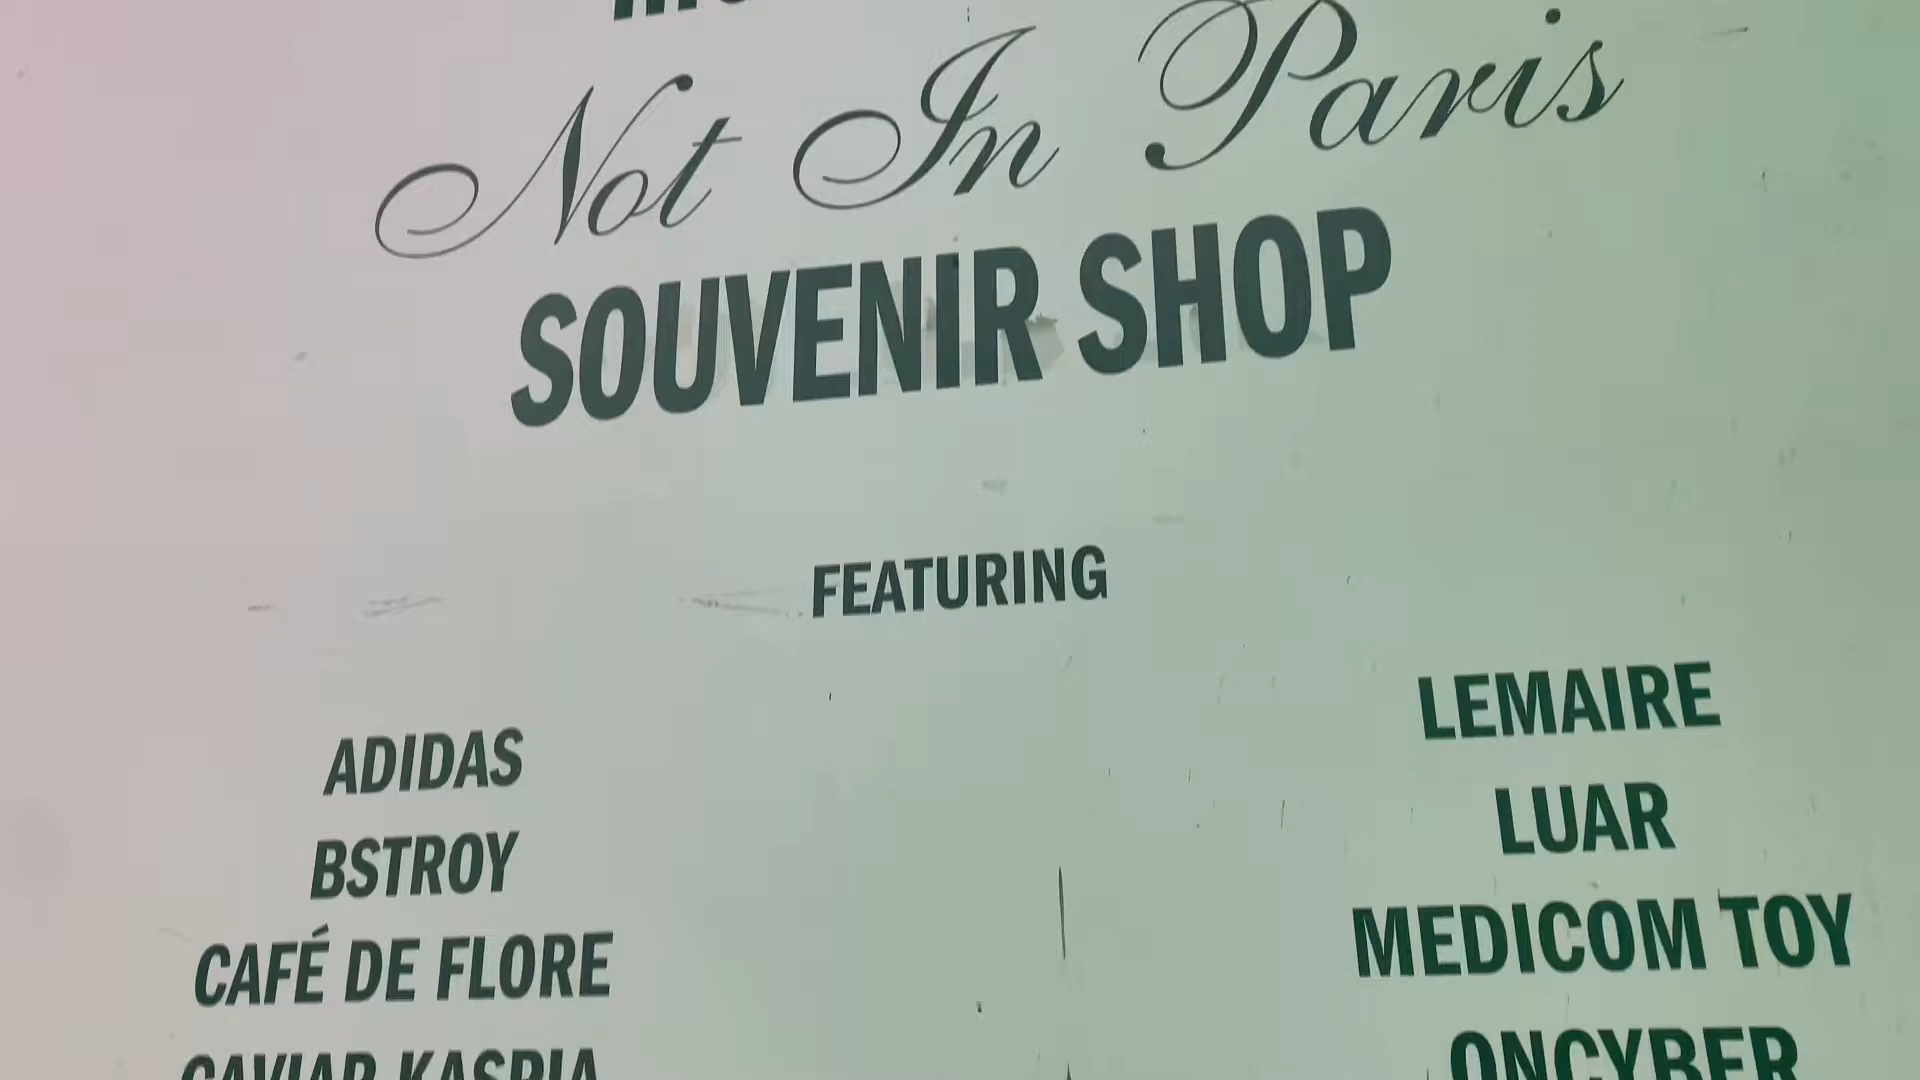 Not In Paris
SOUVENIR SHOP
FEATURING
ADIDAS
BSTROY
CAFÉ DE FLORE
CAVIAR KASPIA
LEMAIRE
LUAR
MEDICOM TOY
ONCYBER